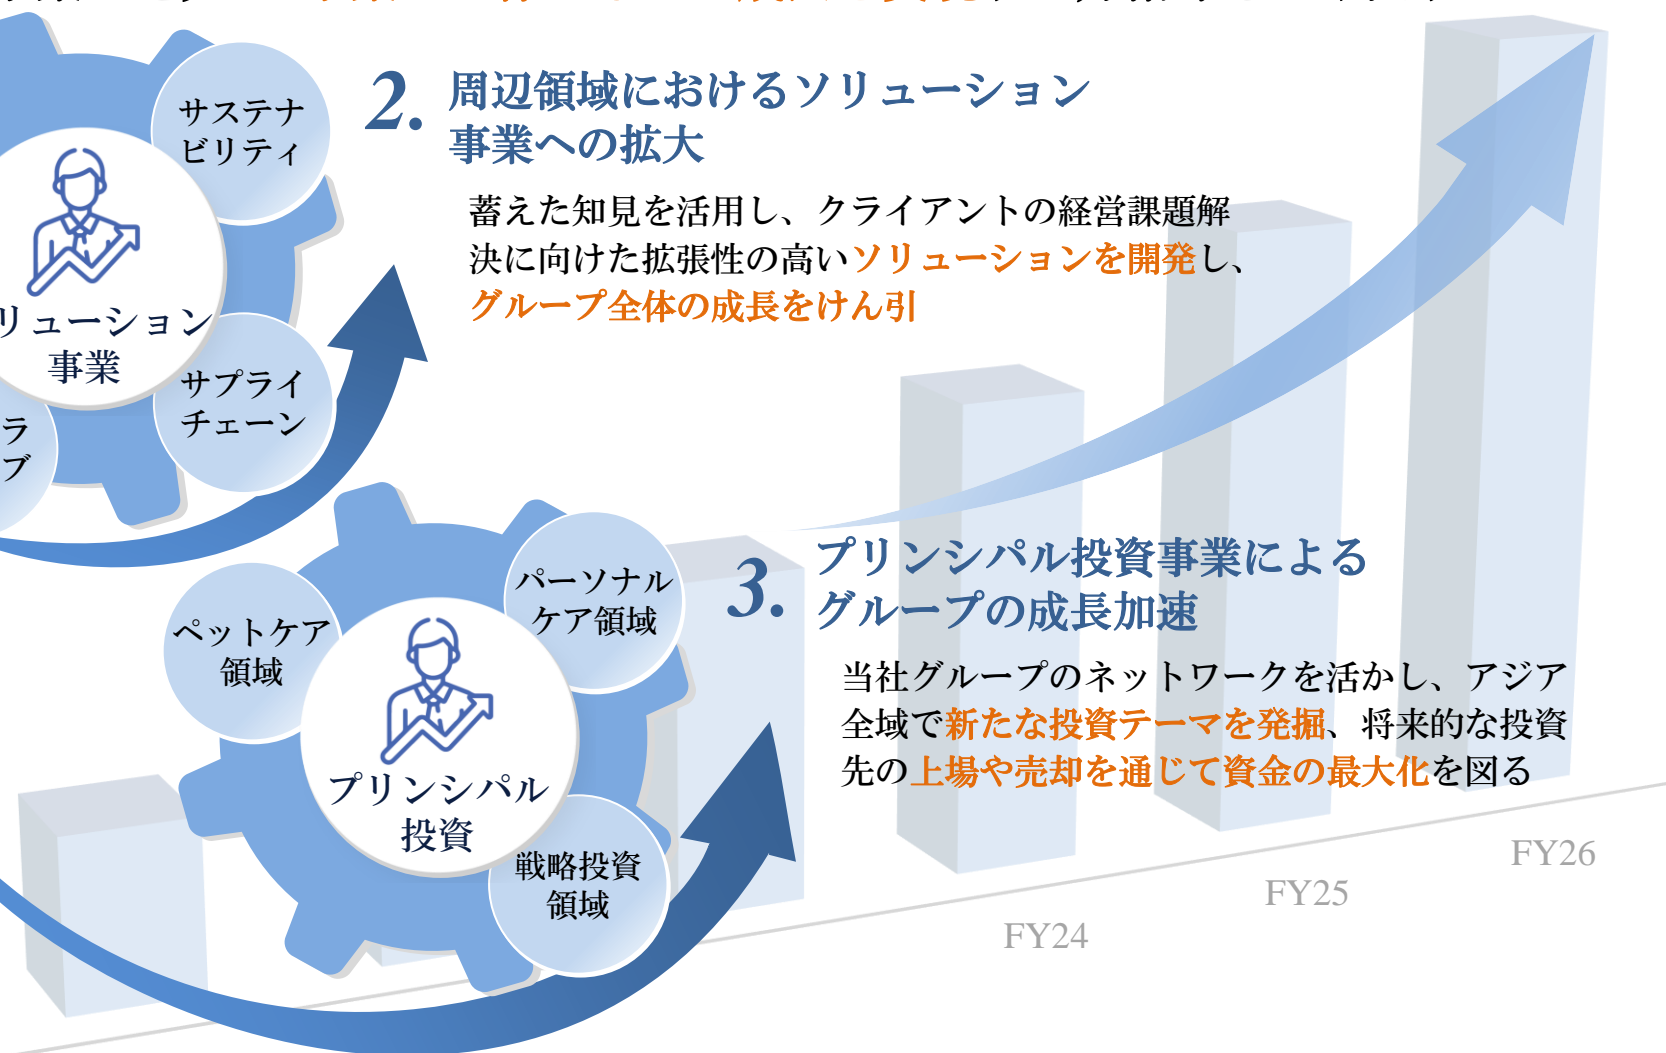 サステナ
ビリティ
リューション
事業
サプライ
チェーン
ラ
ブ
2. 周辺領域におけるソリューション
事業への拡大
蓄えた知見を活用し、クライアントの経営課題解
決に向けた拡張性の高いソリューションを開発し、
グループ全体の成長をけん引
パーソナル
ケア領域
ペットケア
領域
プリンシパル
投資
戦略投資
領域
3. プリンシパル投資事業による
グループの成長加速
当社グループのネットワークを活かし、アジア
全域で新たな投資テーマを発掘、将来的な投資
先の上場や売却を通じて資金の最大化を図る
FY24
FY25
FY26